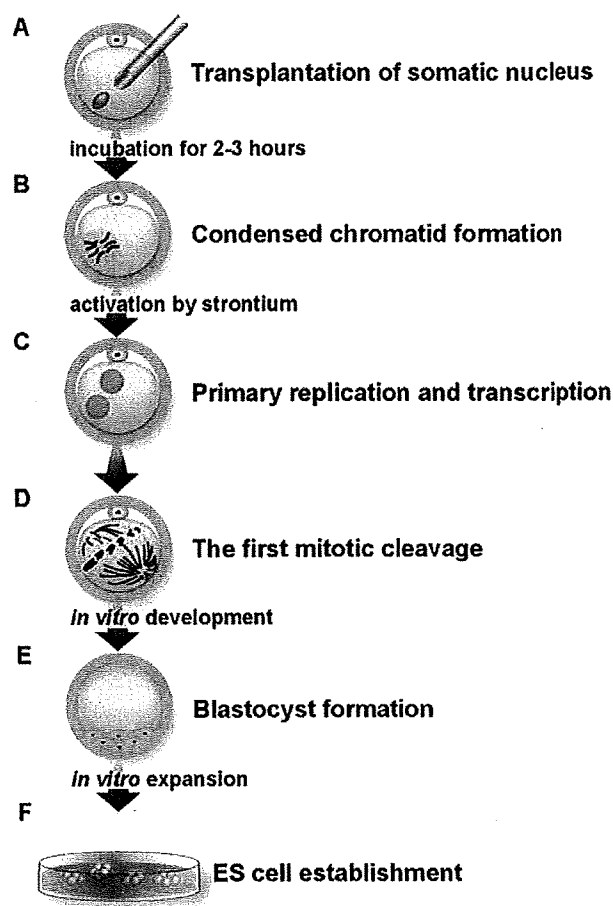 A
Transplantation of somatic nucleus
incubation for 2-3 hours
B
Condensed chromatid formation
activation by strontium
C
Primary replication and transcription
D
The first mitotic cleavage
in vitro development
E
Blastocyst formation
in vitro expansion
F
ES cell establishment